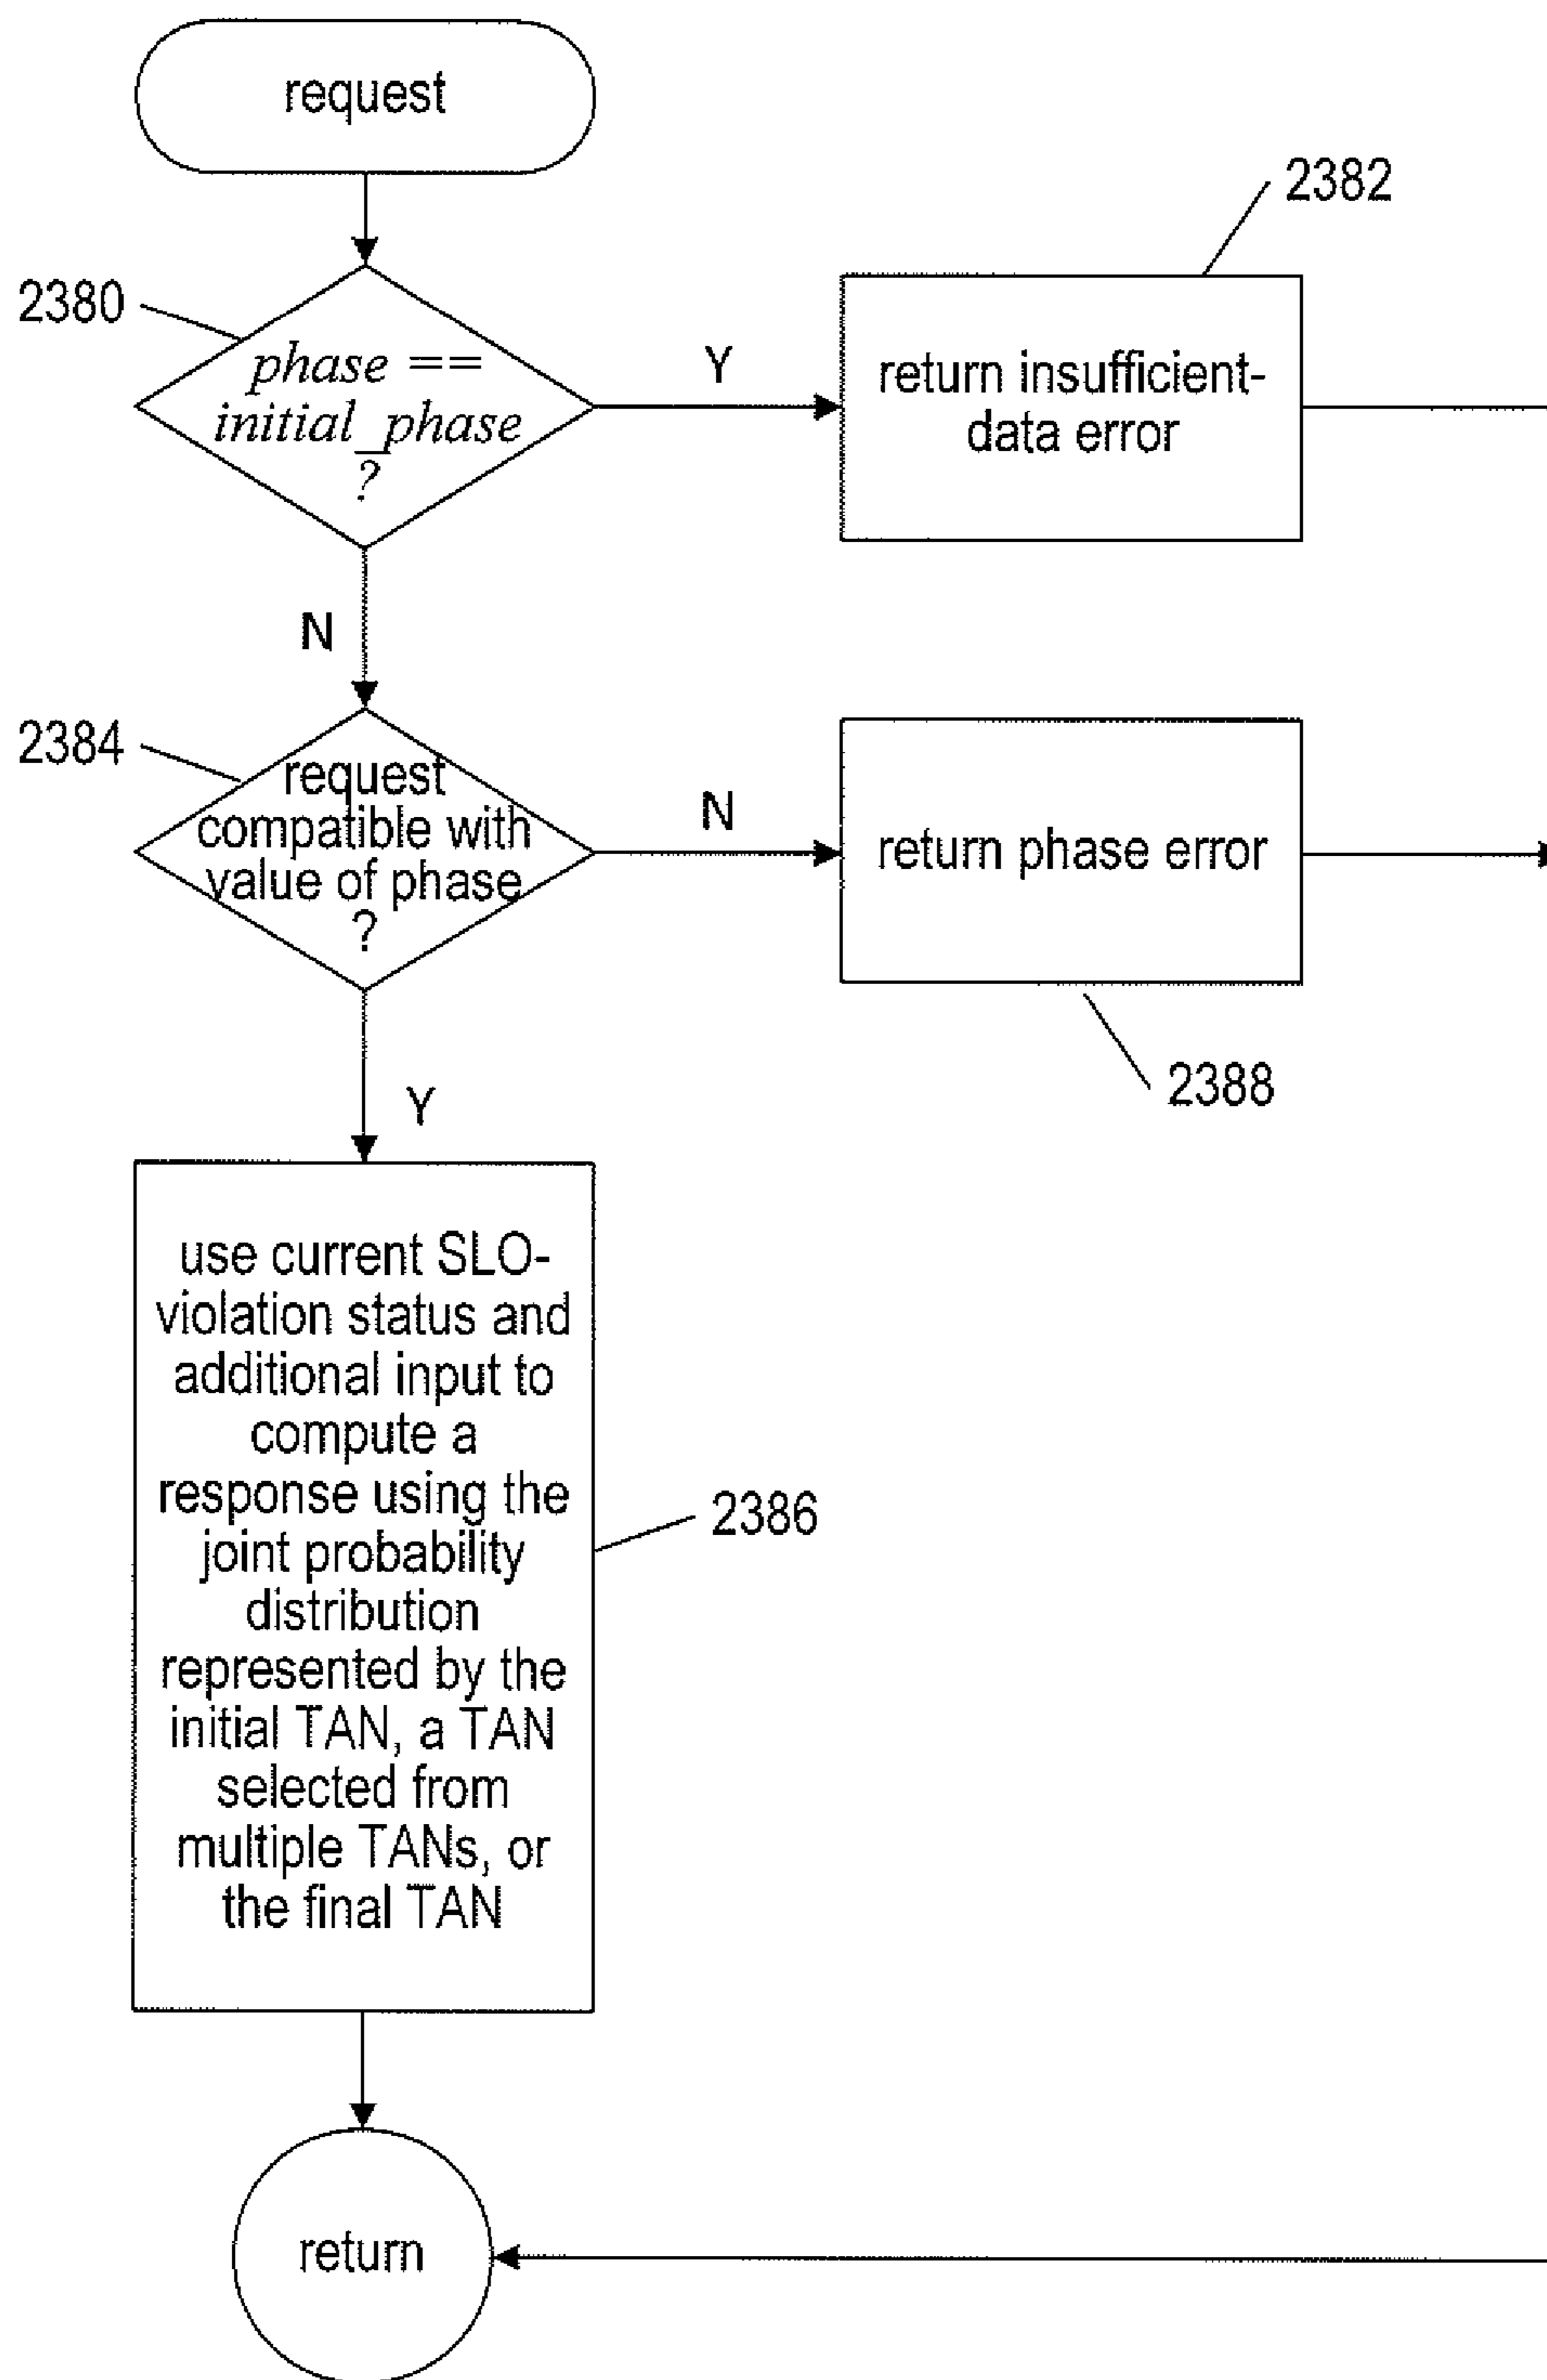 request
2382
2380
phase ==
initial_phase
?
Y
return insufficient-
data error
N
2384
request
compatible with
value of phase
?
N
return phase error
2388
Y
use current SLO-
violation status and
additional input to
compute a
response using the
joint probability
distribution
represented by the
initial TAN, a TAN
selected from
multiple TANs, or
the final TAN
2386
return